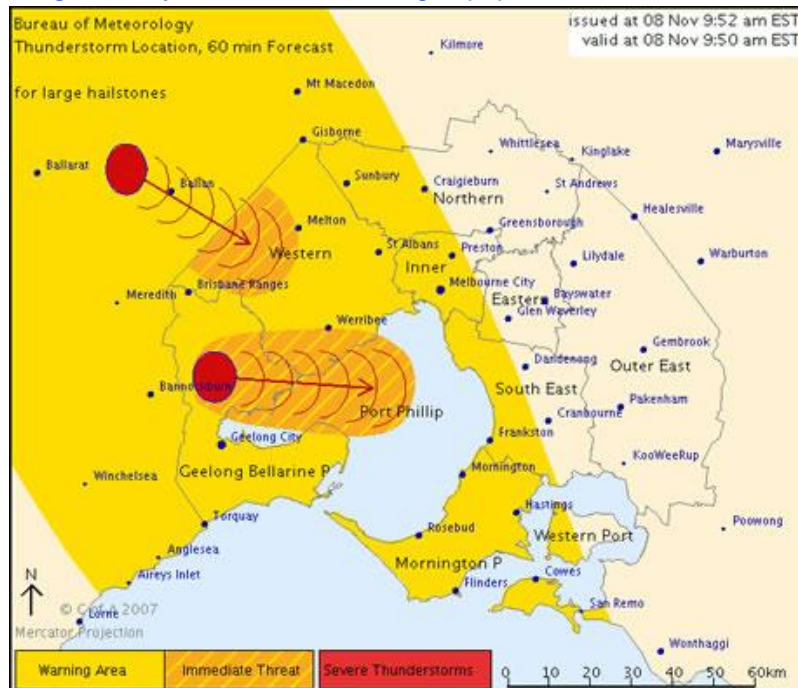 Bureau of Meteorology
Thunderstorm Location, 60 min Forecast
for large hailstones
issued at 08 Nov 9:52 am EST
valid at 08 Nov 9:50 am EST
Kilmore
Mt Macedon
Gisborne
Whittlesea
Kinglake
Marysville
Ballarat
Ballan
Sunbury
Craigieburn
Northern
St Andrews
Healesville
Melton
Greensborough
Western
St Albans
Preston
Inner
Lilydale
Warburton
Meredith
Brisbane Ranges
Melbourne City
Eastern
Bayswater
Glen Waverley
Werribee
Gembrook
Dandenong
Outer East
Bannockburn
Port Phillip
South East
Pakenham
Cranbourne
Geelong City
Frankston
KooWeeRup
Geelong Bellarine P
Mornington
Winchelsea
Hastings
Torquay
Rosebud
Western Port
Poowong
Anglesea
Mornington P
Aireys Inlet
Flinders
Cowes
San Remo
N
© C of A 2007
Lorne
Mercator Projection
Wonthaggi
Warning Area
Immediate Threat
Severe Thunderstorms
0 10 20 30 40 50 60km